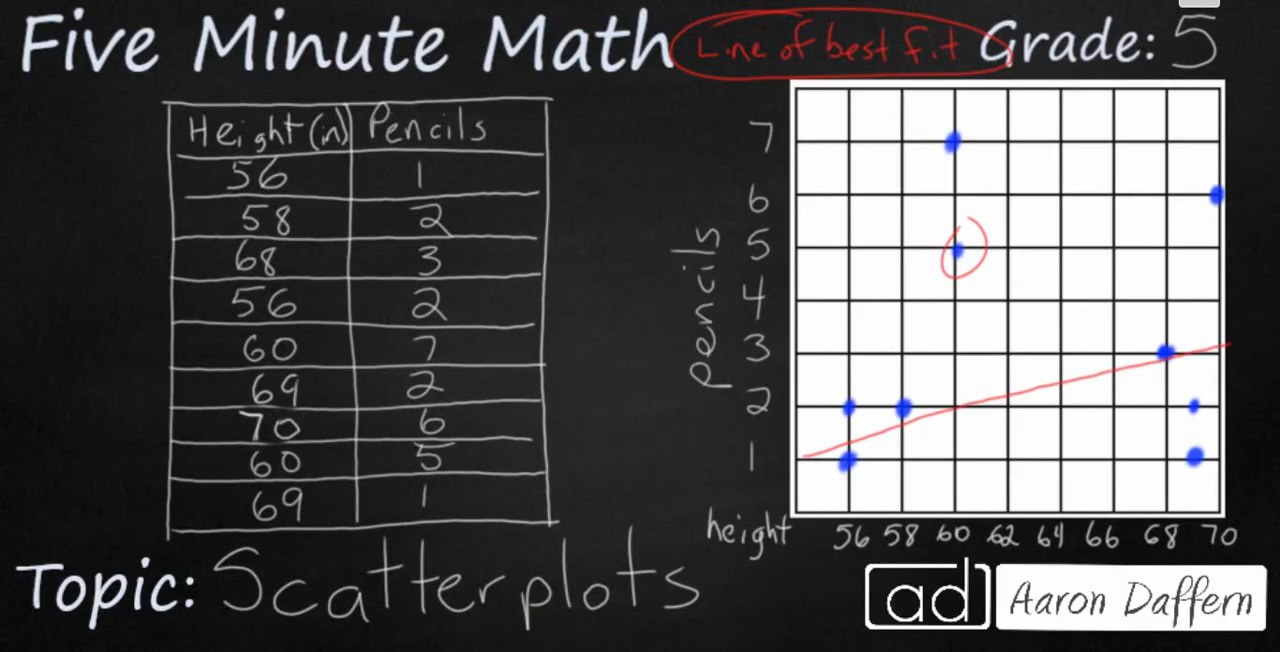 Five Minute Math Line of best fit Grade: 5
Height (in) Pencils
56 1
58 2
68 3
56 2
60 7
69 2
70 6
60 5
69 1
pencils
7
6
5
4
3
2
1
height 56 58 60 62 64 66 68 70
Topic: Scatterplots
ad Aaron Daffern